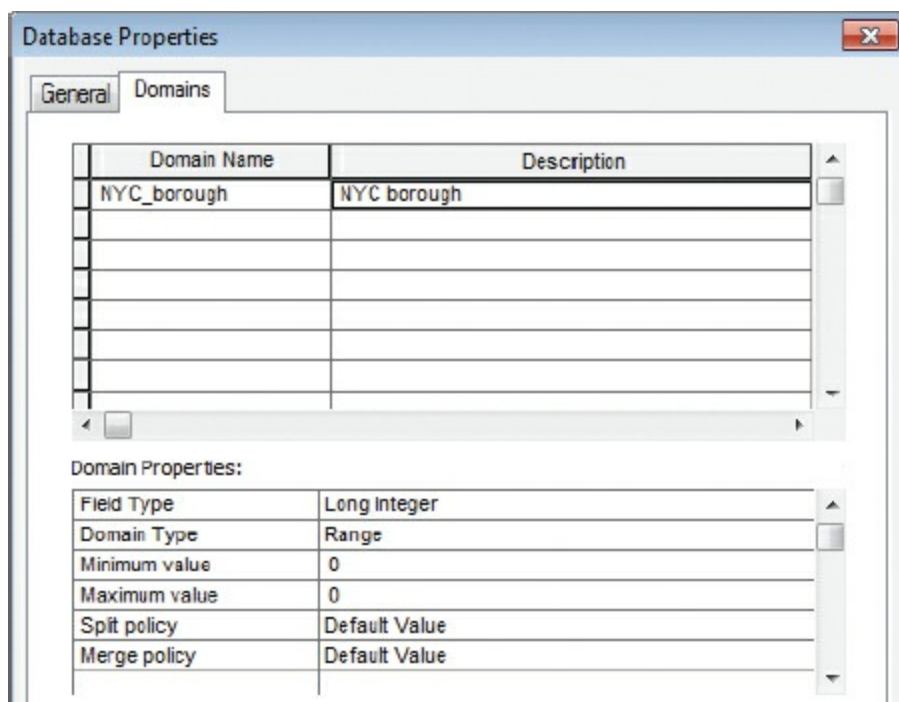 Database Properties
General Domains
Domain Name Description
NYC_borough NYC borough
Domain Properties:
Field Type Long Integer
Domain Type Range
Minimum value 0
Maximum value 0
Split policy Default Value
Merge policy Default Value